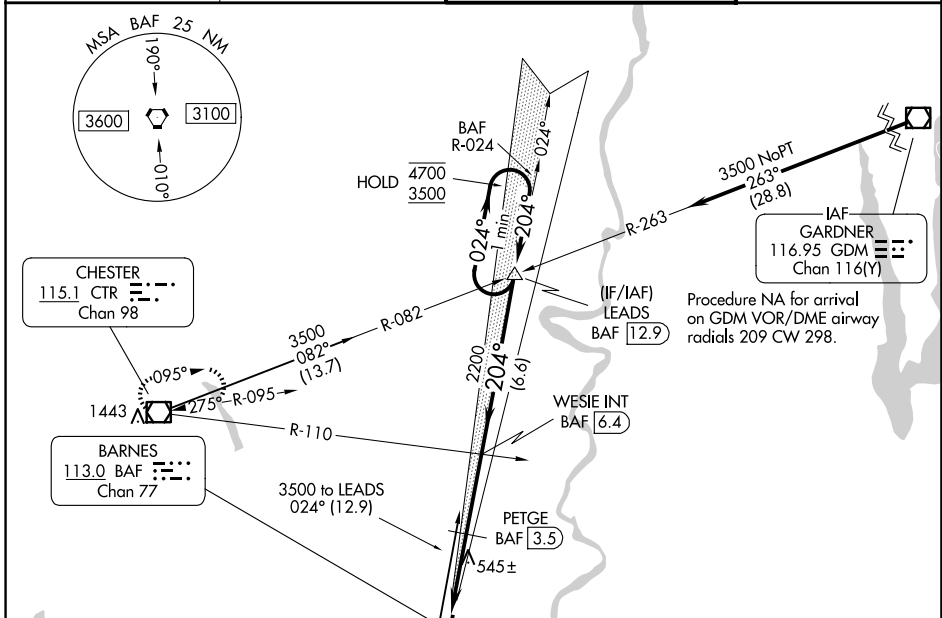 MSA BAF 25 NM
190°
3600
3100
010°
BAF
R-024
024°
HOLD
4700
3500
024°
1 min
204°
3500 NoPT
263°
(28.8)
R-263
IAF
GARDNER
116.95 GDM
Chan 116(Y)
CHESTER
115.1 CTR
Chan 98
(IF/IAF)
LEADS
BAF 12.9
Procedure NA for arrival
on GDM VOR/DME airway
radials 209 CW 298.
3500
082°
(13.7)
R-082
095°
275°
R-095
1443
2200
204°
(6.6)
WESIE INT
BAF 6.4
R-110
BARNES
113.0 BAF
Chan 77
3500 to LEADS
024° (12.9)
PETGE
BAF 3.5
545±